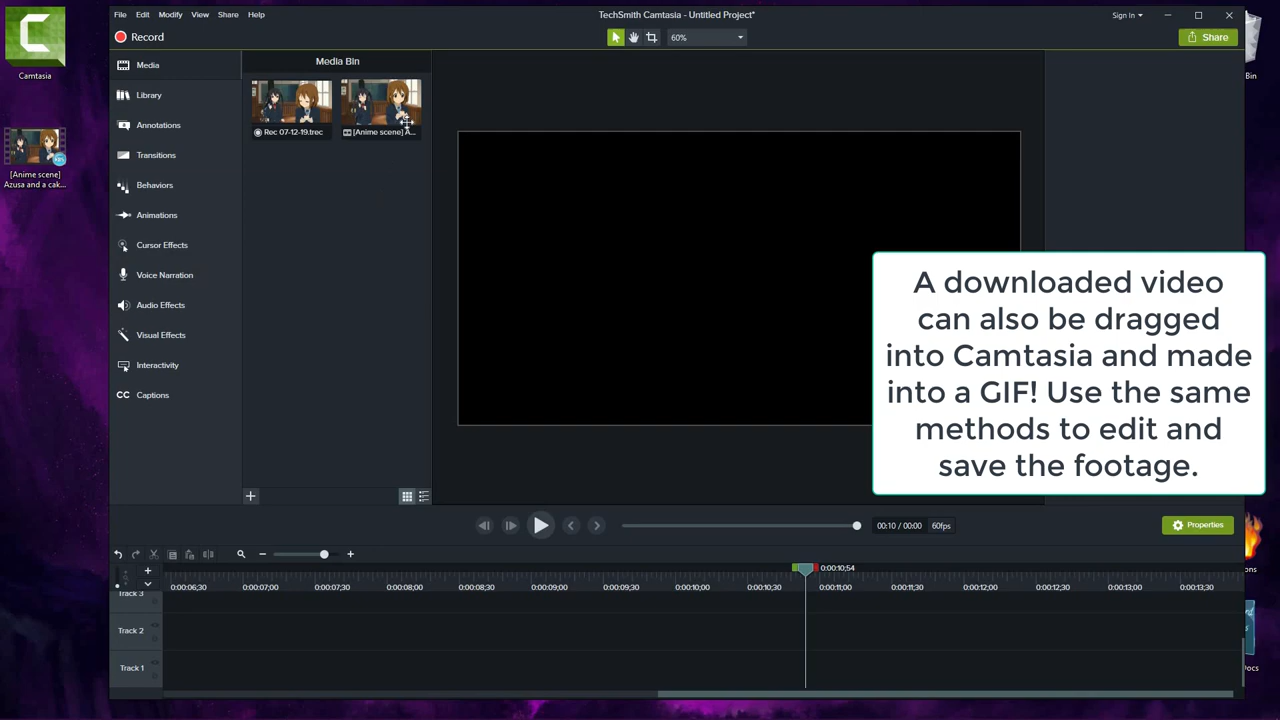 File Edit Modify View Share Help
TechSmith Camtasia - Untitled Project*
Sign In
Record
60%
Share
Camtasia
Bin
Media
Library
Annotations
Transitions
Behaviors
Animations
Cursor Effects
Voice Narration
Audio Effects
Visual Effects
Interactivity
CC Captions
Media Bin
Rec 07-12-19.trec
[Anime scene] A...
[Anime scene]
Azusa and a cak...
A downloaded video
can also be dragged
into Camtasia and made
into a GIF! Use the same
methods to edit and
save the footage.
00:10 / 00:00 60fps
Properties
ons
0:00:10;54
0:00:06;30 0:00:07;00 0:00:07;30 0:00:08;00 0:00:08;30 0:00:09;00 0:00:09;30 0:00:10;00 0:00:10;30 0:00:11;00 0:00:11;30 0:00:12;00 0:00:12;30 0:00:13;00 0:00:13;30
Track 3
Track 2
Track 1
Docs